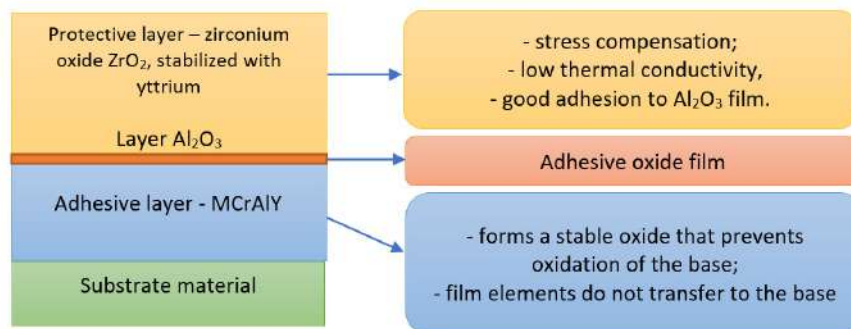 Protective layer – zirconium
oxide ZrO₂, stabilized with
yttrium
Layer Al₂O₃
Adhesive layer - MCrAlY
Substrate material
- stress compensation;
- low thermal conductivity,
- good adhesion to Al₂O₃ film.
Adhesive oxide film
- forms a stable oxide that prevents
oxidation of the base;
- film elements do not transfer to the base